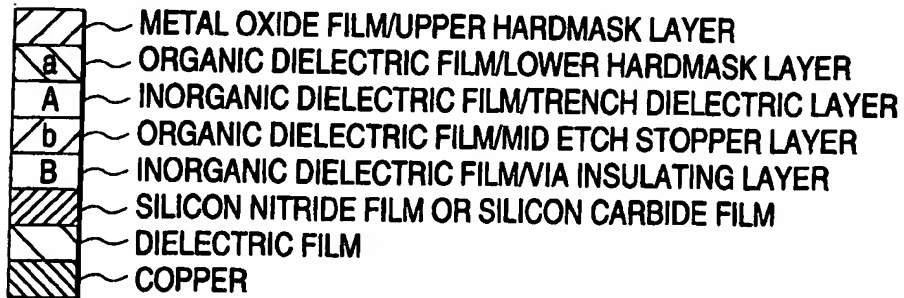 METAL OXIDE FILM/UPPER HARDMASK LAYER
a ORGANIC DIELECTRIC FILM/LOWER HARDMASK LAYER
A INORGANIC DIELECTRIC FILM/TRENCH DIELECTRIC LAYER
b ORGANIC DIELECTRIC FILM/MID ETCH STOPPER LAYER
B INORGANIC DIELECTRIC FILM/VIA INSULATING LAYER
SILICON NITRIDE FILM OR SILICON CARBIDE FILM
DIELECTRIC FILM
COPPER